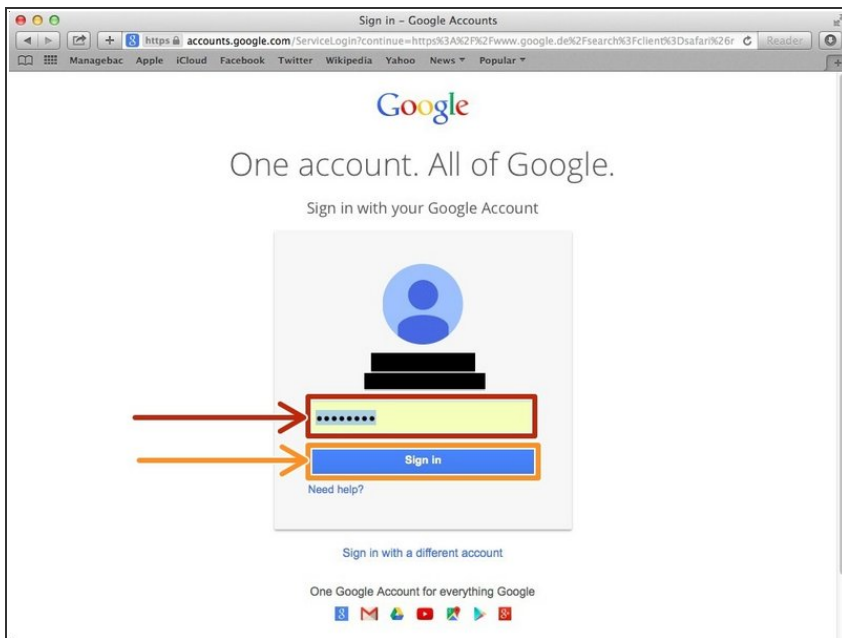 Sign in – Google Accounts
https accounts.google.com/ServiceLogin?continue=https%3A%2F%2Fwww.google.de%2Fsearch%3Fclient%3Dsafari%26r Reader
Managebac Apple iCloud Facebook Twitter Wikipedia Yahoo News Popular
Google
One account. All of Google.
Sign in with your Google Account
••••••••
Sign in
Need help?
Sign in with a different account
One Google Account for everything Google